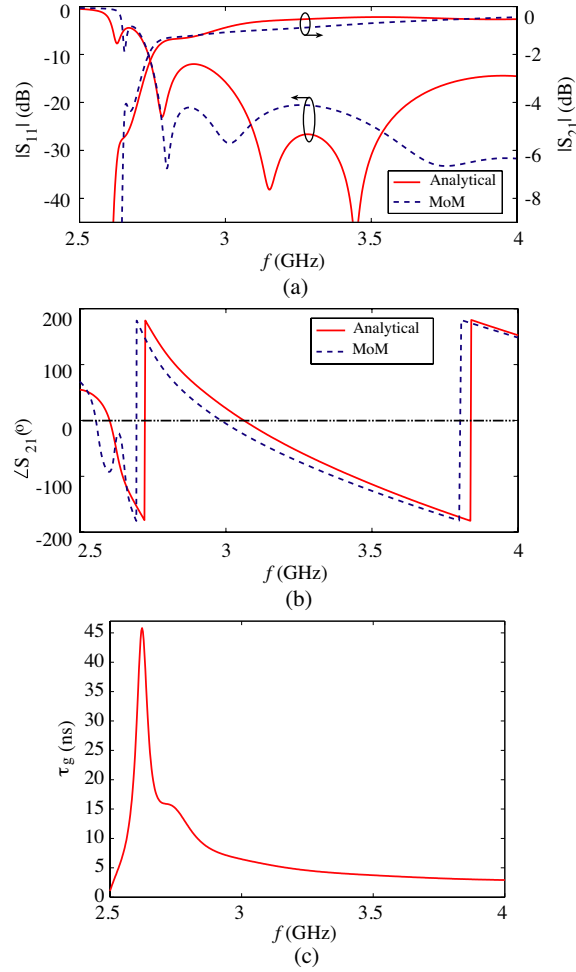 0
-10
-20
-30
-40
|S11| (dB)
0
-2
-4
-6
-8
|S21| (dB)
Analytical
MoM
2.5
3
3.5
4
f (GHz)
(a)
200
100
0
-100
-200
∠S21(º)
Analytical
MoM
2.5
3
3.5
4
f (GHz)
(b)
45
40
35
30
25
20
15
10
5
0
τg (ns)
2.5
3
3.5
4
f (GHz)
(c)